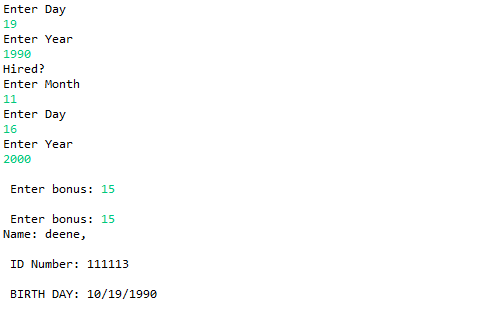 Enter Day
19
Enter Year
1990
Hired?
Enter Month
11
Enter Day
16
Enter Year
2000
Enter bonus: 15
Enter bonus: 15
Name: deene,
ID Number: 111113
BIRTH DAY: 10/19/1990